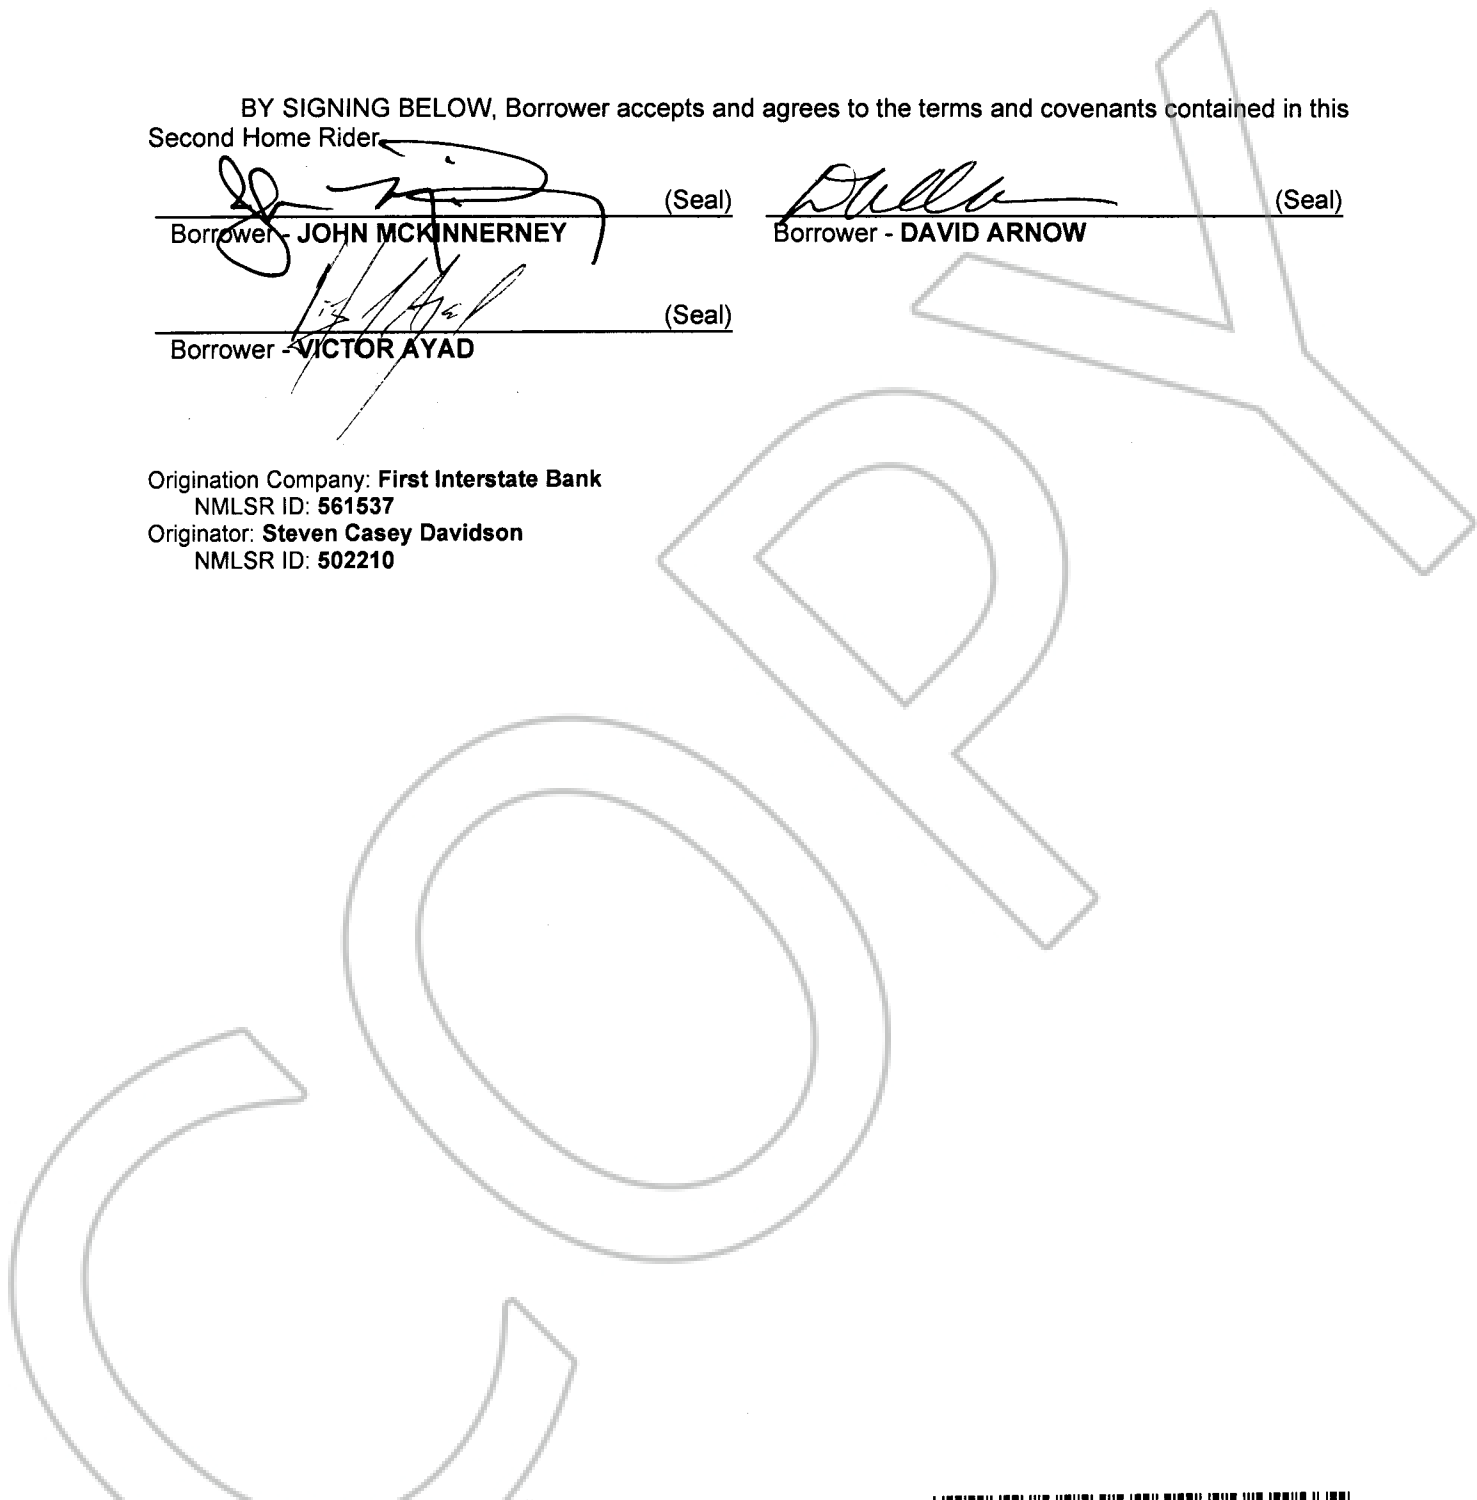 BY SIGNING BELOW, Borrower accepts and agrees to the terms and covenants contained in this
Second Home Rider.
(Seal) (Seal)
Borrower - JOHN MCKINNERNEY Borrower - DAVID ARNOW
(Seal)
Borrower - VICTOR AYAD
Origination Company: First Interstate Bank
NMLSR ID: 561537
Originator: Steven Casey Davidson
NMLSR ID: 502210
COPY